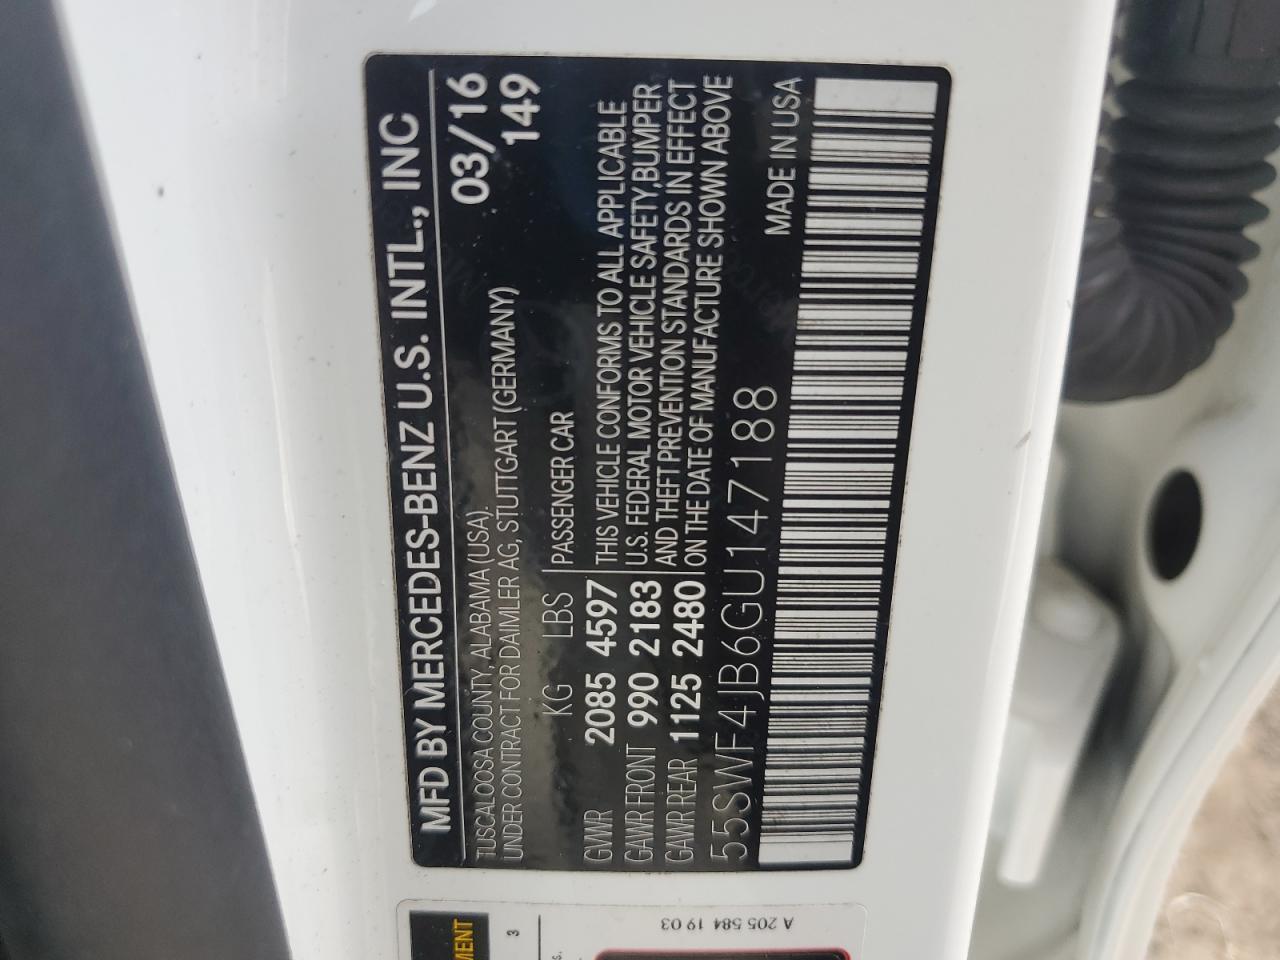 MFD BY MERCEDES-BENZ U.S. INTL., INC
TUSCALOOSA COUNTY, ALABAMA (USA). 03/16
UNDER CONTRACT FOR DAIMLER AG, STUTTGART (GERMANY) 149
KG LBS PASSENGER CAR
GVWR 2085 4597 THIS VEHICLE CONFORMS TO ALL APPLICABLE
GAWR FRONT 990 2183 U.S. FEDERAL MOTOR VEHICLE SAFETY,BUMPER
AND THEFT PREVENTION STANDARDS IN EFFECT
GAWR REAR 1125 2480 ON THE DATE OF MANUFACTURE SHOWN ABOVE
55SWF4JB6GU147188 MADE IN USA
MENT
3
s.
A 205 584 19 03